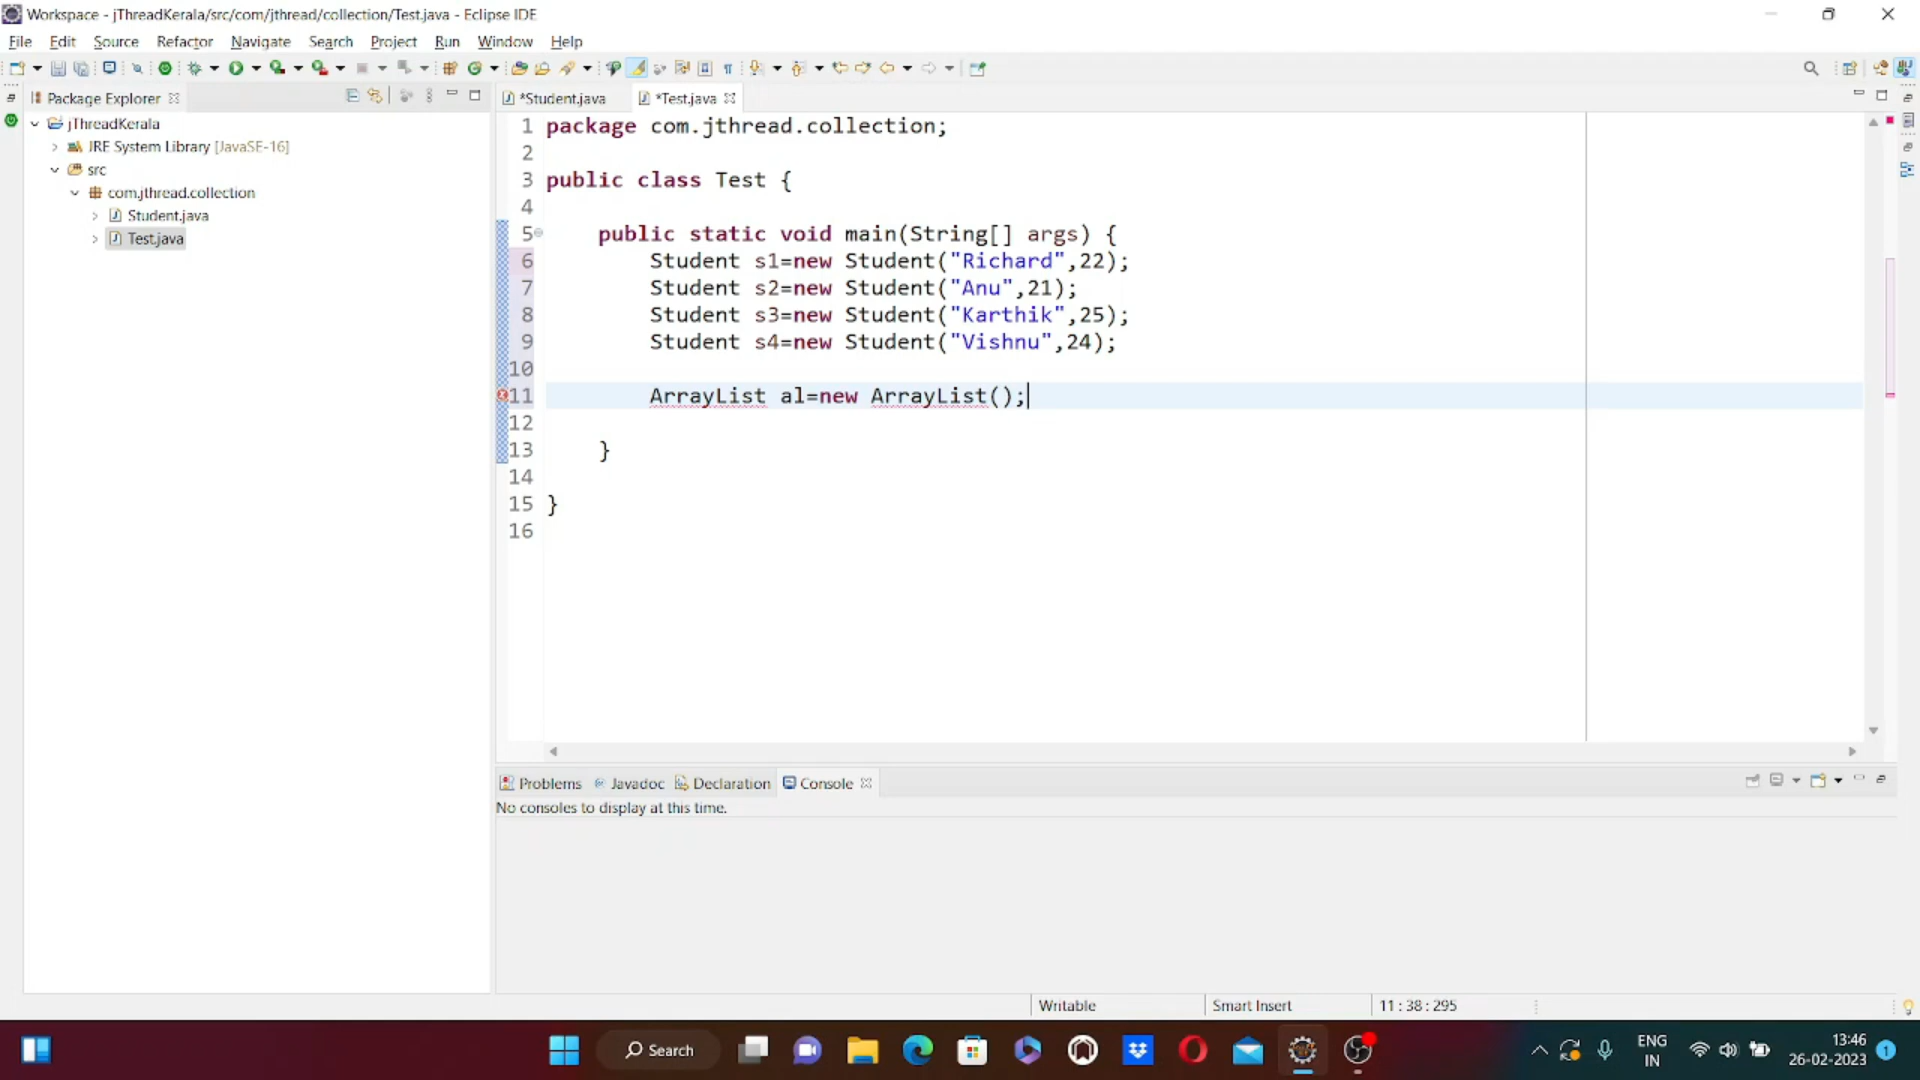 Workspace - jThreadKerala/src/com/jthread/collection/Test.java - Eclipse IDE
File Edit Source Refactor Navigate Search Project Run Window Help
Package Explorer
*Student.java
*Test.java
jThreadKerala
JRE System Library [JavaSE-16]
src
com.jthread.collection
Student.java
Test.java
1 package com.jthread.collection;
2
3 public class Test {
4
5 public static void main(String[] args) {
6 Student s1=new Student("Richard",22);
7 Student s2=new Student("Anu",21);
8 Student s3=new Student("Karthik",25);
9 Student s4=new Student("Vishnu",24);
10
11 ArrayList al=new ArrayList();
12
13 }
14
15 }
16
Problems Javadoc Declaration Console
No consoles to display at this time.
Writable Smart Insert 11 : 38 : 295
Search
ENG
IN
13:46
26-02-2023
1